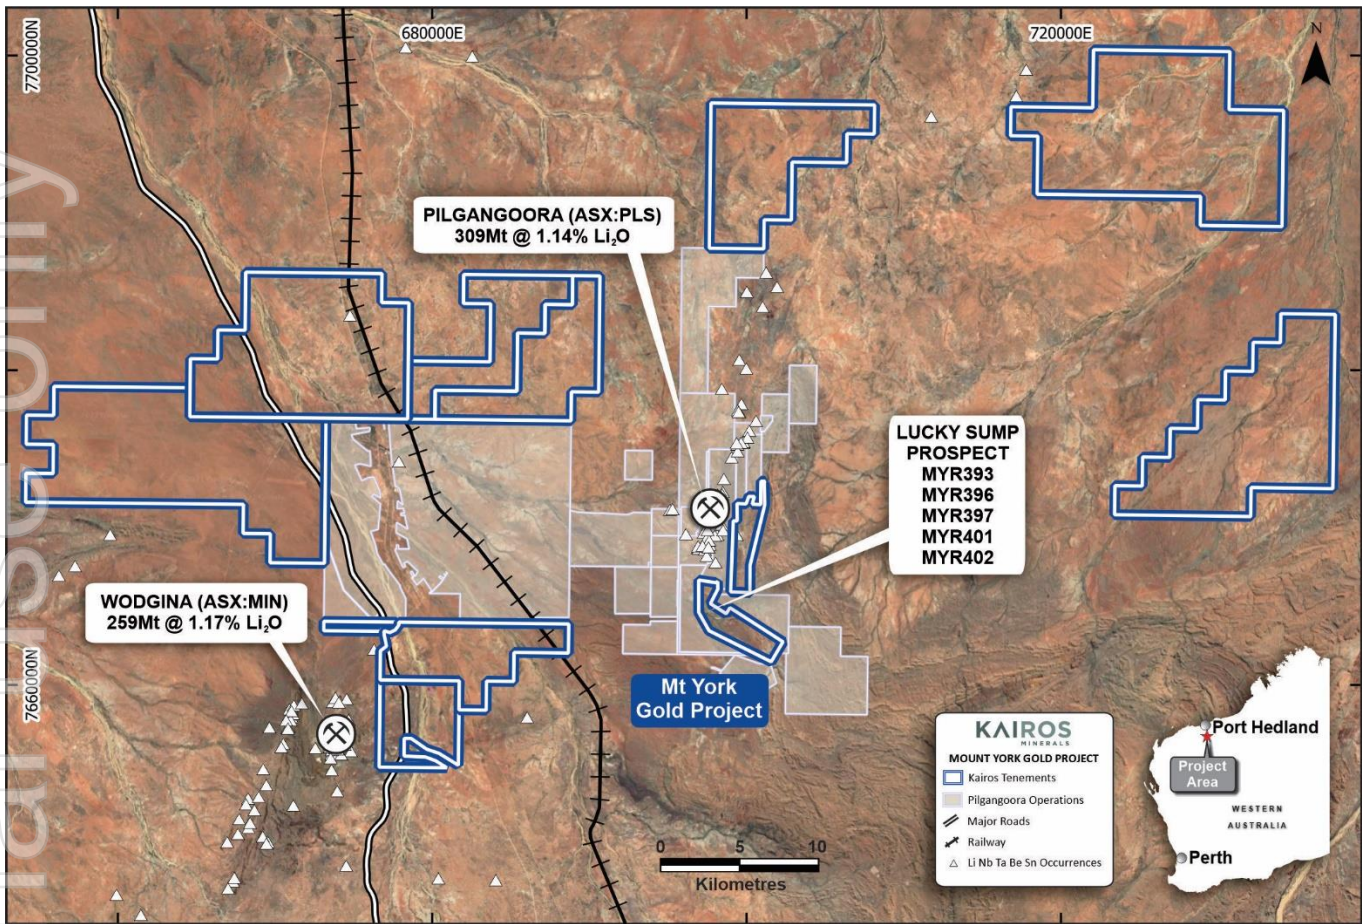 680000E
720000E
N
7700000N
PILGANGOORA (ASX:PLS)
309Mt @ 1.14% Li₂O
LUCKY SUMP
PROSPECT
MYR393
MYR396
MYR397
MYR401
MYR402
WODGINA (ASX:MIN)
259Mt @ 1.17% Li₂O
7660000N
Mt York
Gold Project
KAIROS
MINERALS
MOUNT YORK GOLD PROJECT
Kairos Tenements
Pilgangoora Operations
Major Roads
Railway
Li Nb Ta Be Sn Occurrences
Port Hedland
Project
Area
WESTERN
AUSTRALIA
Perth
0 5 10
Kilometres